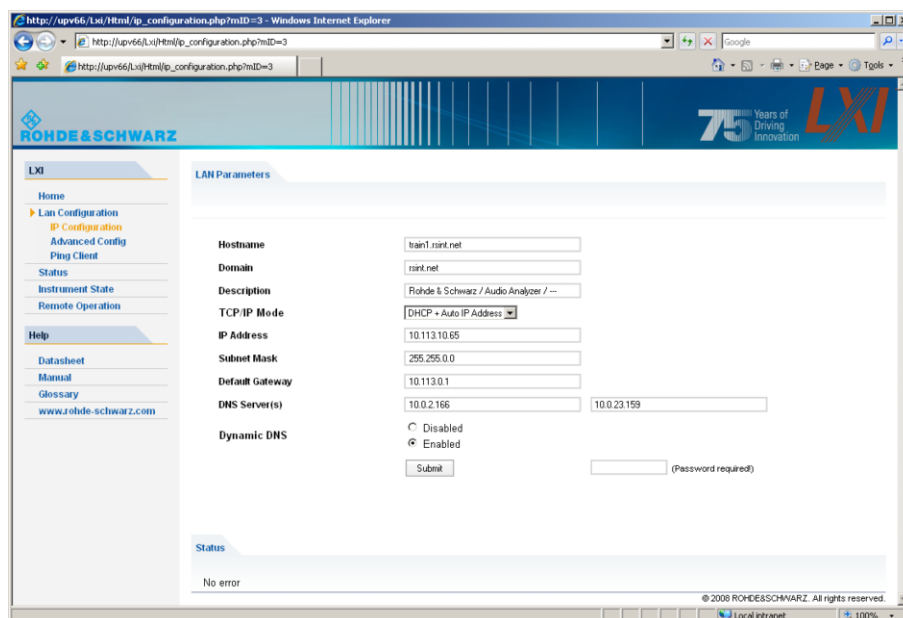 http://upv66/Lxi/Html/ip_configuration.php?mID=3 - Windows Internet Explorer
http://upv66/Lxi/Html/ip_configuration.php?mID=3
Google
http://upv66/Lxi/Html/ip_configuration.php?mID=3
Page
Tools
ROHDE&SCHWARZ
75 Years of Driving Innovation
LXI
LXI
Home
Lan Configuration
IP Configuration
Advanced Config
Ping Client
Status
Instrument State
Remote Operation
Help
Datasheet
Manual
Glossary
www.rohde-schwarz.com
LAN Parameters
Hostname train1.rsint.net
Domain rsint.net
Description Rohde & Schwarz / Audio Analyzer / ---
TCP/IP Mode DHCP + Auto IP Address
IP Address 10.113.10.65
Subnet Mask 255.255.0.0
Default Gateway 10.113.0.1
DNS Server(s) 10.0.2.166 10.0.23.159
Dynamic DNS
Disabled
Enabled
Submit (Password required!)
Status
No error
© 2008 ROHDE&SCHWARZ. All rights reserved.
Local intranet 100%